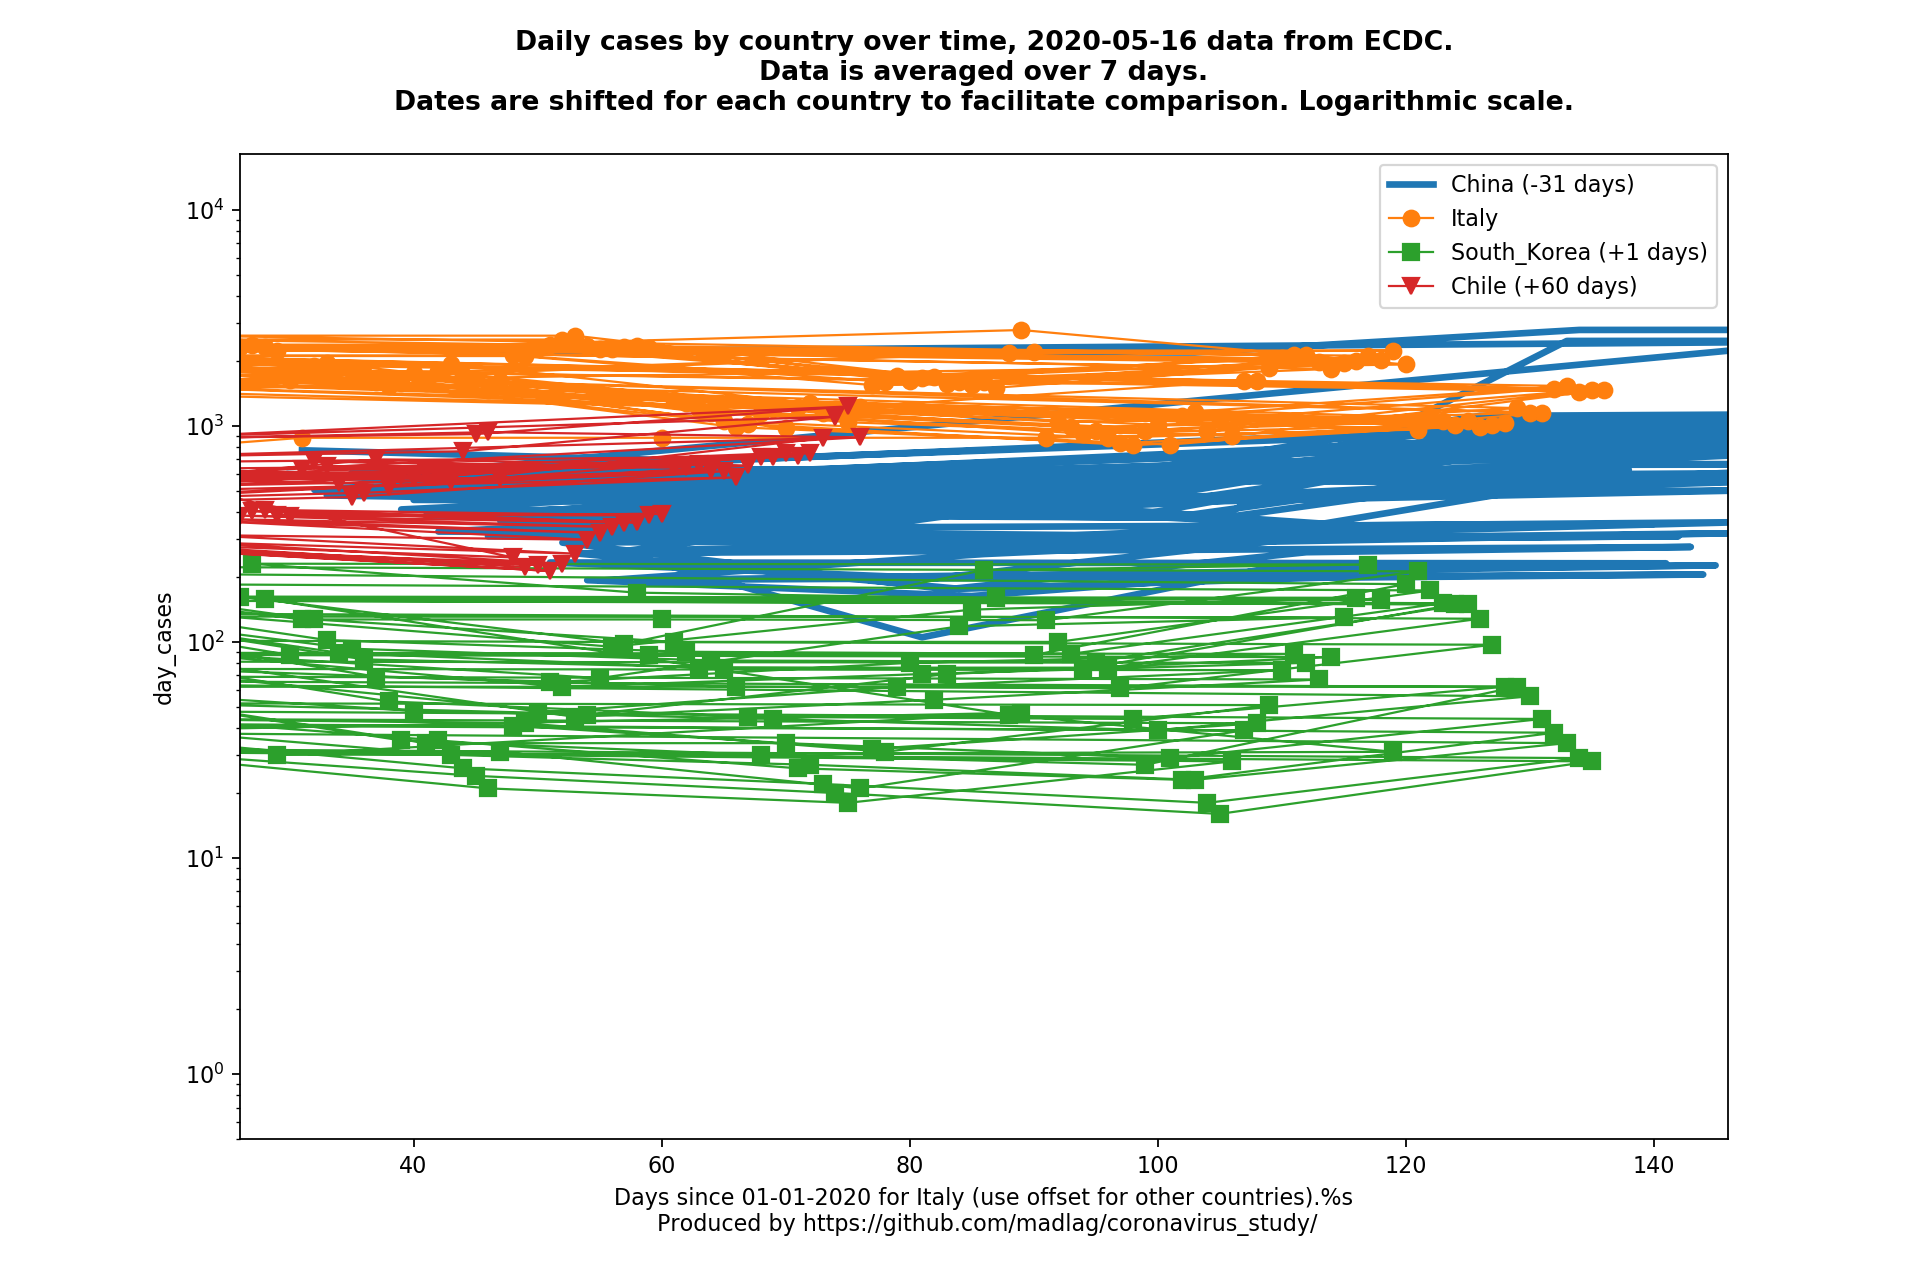 Daily cases by country over time, 2020-05-16 data from ECDC.
Data is averaged over 7 days.
Dates are shifted for each country to facilitate comparison. Logarithmic scale.
China (-31 days)
Italy
South_Korea (+1 days)
Chile (+60 days)
day_cases
10^4
10^3
10^2
10^1
10^0
40 60 80 100 120 140
Days since 01-01-2020 for Italy (use offset for other countries).%s
Produced by https://github.com/madlag/coronavirus_study/